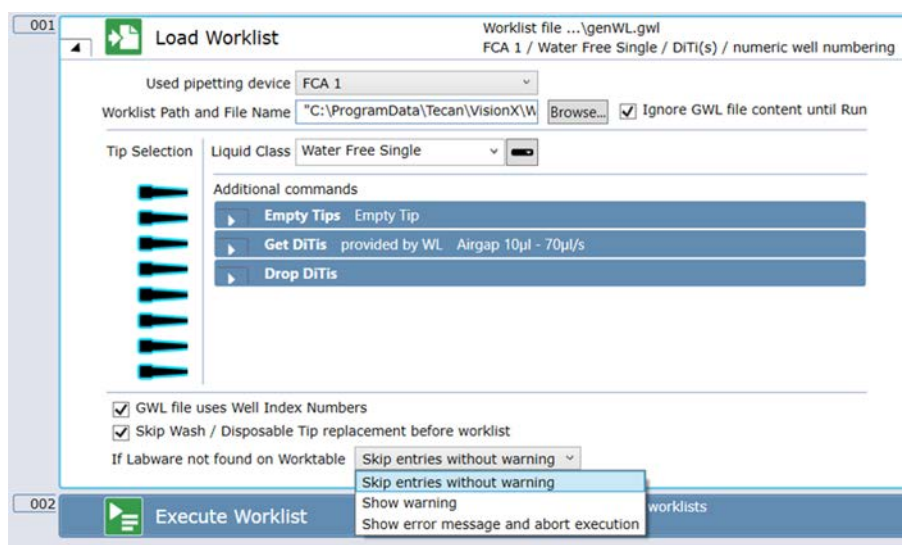 001
Load Worklist
Worklist file ...\genWL.gwl
FCA 1 / Water Free Single / DiTi(s) / numeric well numbering
Used pipetting device FCA 1
Worklist Path and File Name "C:\ProgramData\Tecan\VisionX\W Browse... Ignore GWL file content until Run
Tip Selection Liquid Class Water Free Single
Additional commands
Empty Tips Empty Tip
Get DiTis provided by WL Airgap 10µl - 70µl/s
Drop DiTis
GWL file uses Well Index Numbers
Skip Wash / Disposable Tip replacement before worklist
If Labware not found on Worktable Skip entries without warning
Skip entries without warning
Show warning
Show error message and abort execution
002
Execute Worklist
worklists